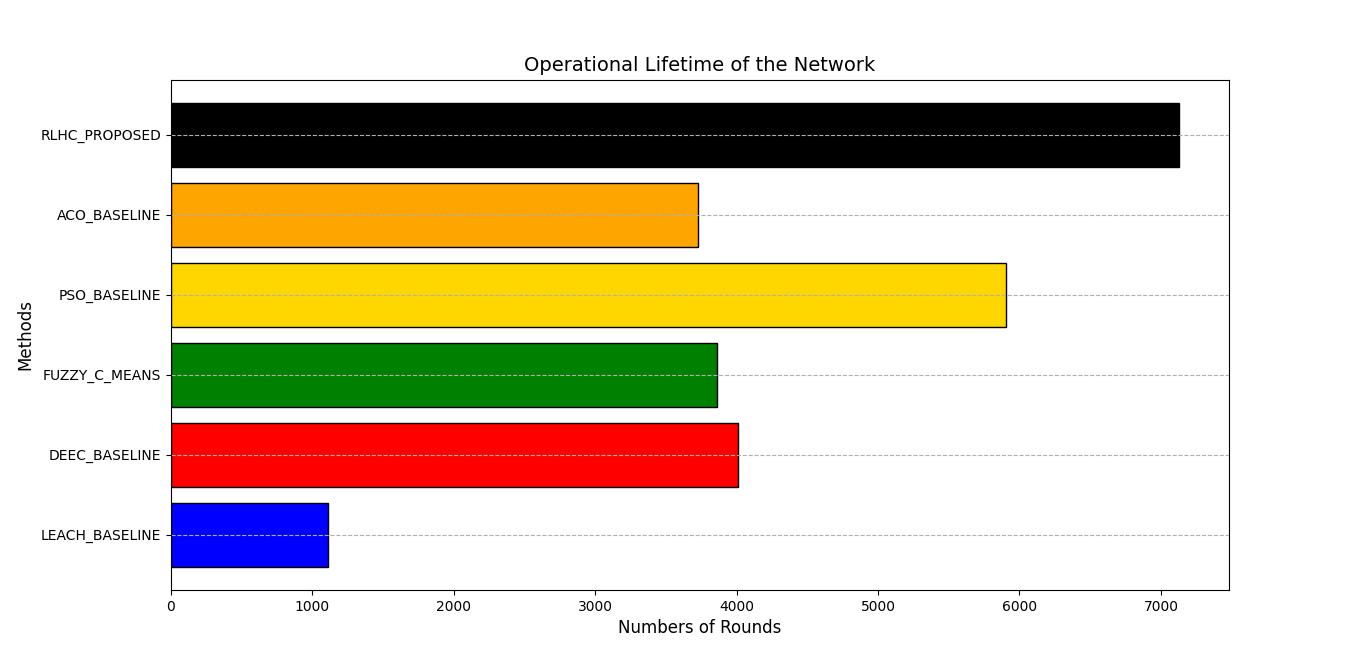 Operational Lifetime of the Network
RLHC_PROPOSED
ACO_BASELINE
PSO_BASELINE
FUZZY_C_MEANS
DEEC_BASELINE
LEACH_BASELINE
Methods
0 1000 2000 3000 4000 5000 6000 7000
Numbers of Rounds